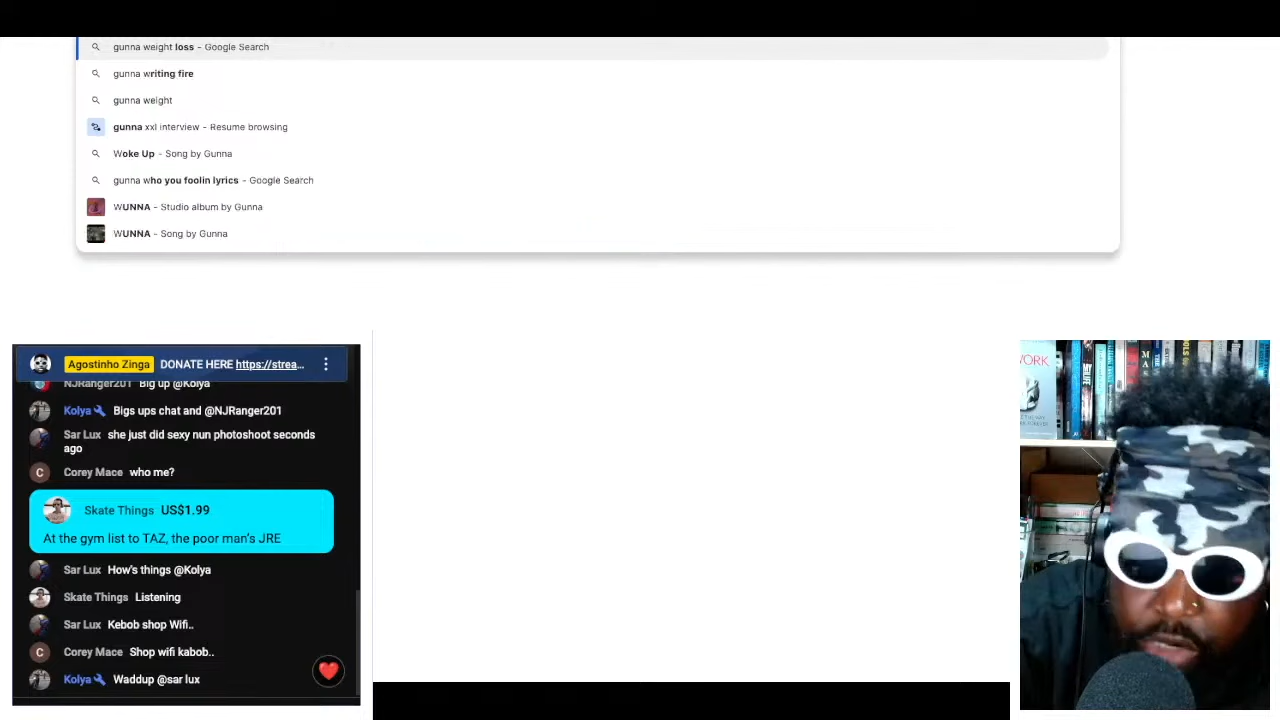 gunna weight loss - Google Search
gunna writing fire
gunna weight
gunna xxl interview - Resume browsing
Woke Up - Song by Gunna
gunna who you foolin lyrics - Google Search
WUNNA - Studio album by Gunna
WUNNA - Song by Gunna
Agostinho Zinga DONATE HERE https://strea...
NJRanger201 Big up @Kolya
Kolya Bigs ups chat and @NJRanger201
Sar Lux she just did sexy nun photoshoot seconds
ago
C Corey Mace who me?
Skate Things US$1.99
At the gym list to TAZ, the poor man's JRE
Sar Lux How's things @Kolya
Skate Things Listening
Sar Lux Kebob shop Wifi..
C Corey Mace Shop wifi kabob..
Kolya Waddup @sar lux
WORK